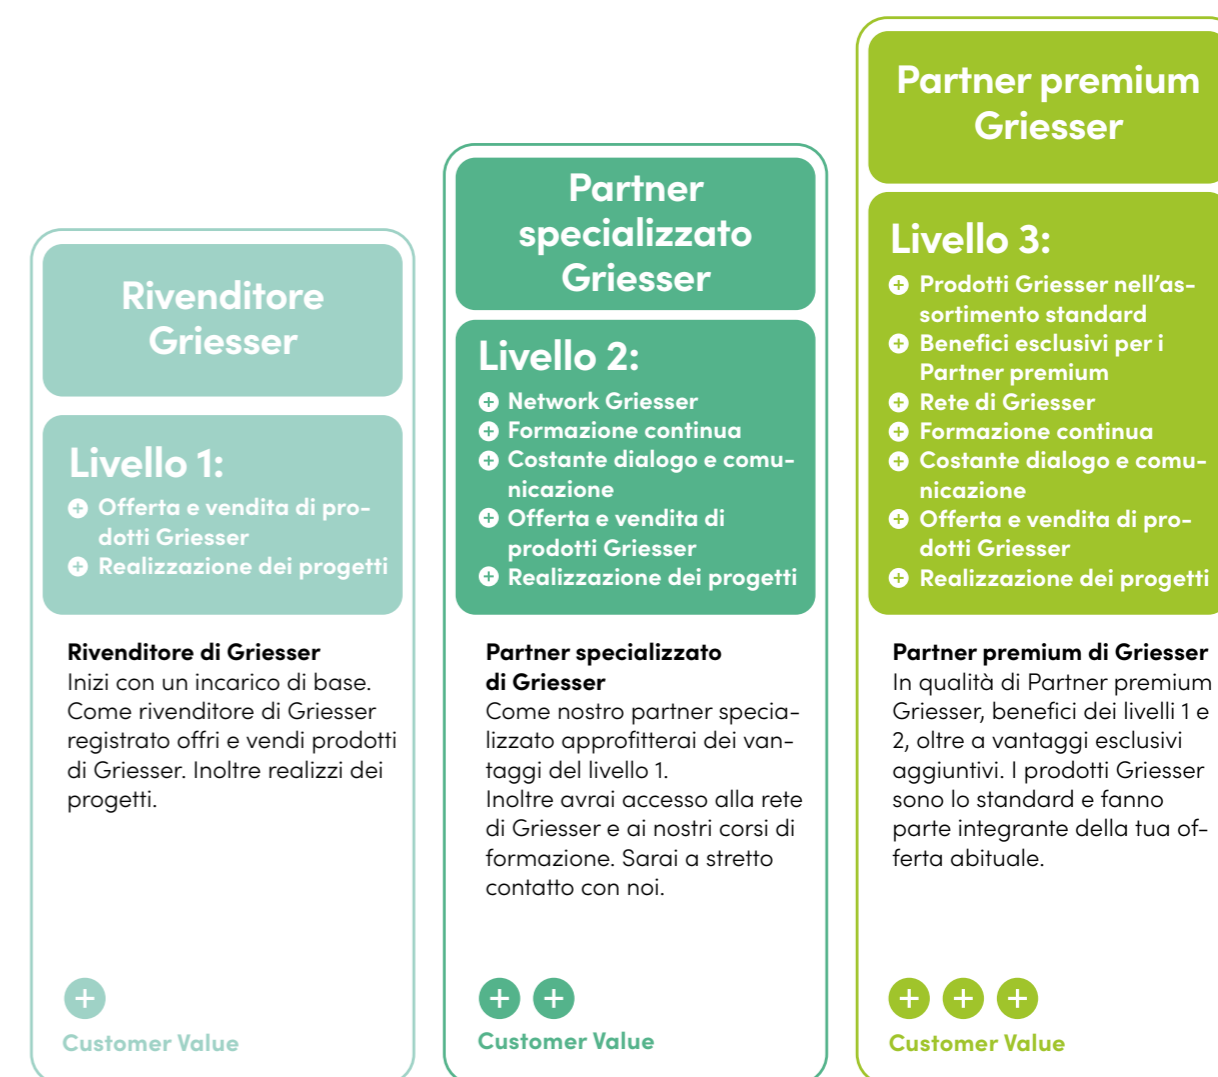 Rivenditore
Griesser
Livello 1:
Offerta e vendita di pro-
dotti Griesser
Realizzazione dei progetti
Rivenditore di Griesser
Inizi con un incarico di base.
Come rivenditore di Griesser
registrato offri e vendi prodotti
di Griesser. Inoltre realizzi dei
progetti.
Customer Value
Partner
specializzato
Griesser
Livello 2:
Network Griesser
Formazione continua
Costante dialogo e comu-
nicazione
Offerta e vendita di
prodotti Griesser
Realizzazione dei progetti
Partner specializzato
di Griesser
Come nostro partner specia-
lizzato approfitterai dei van-
taggi del livello 1.
Inoltre avrai accesso alla rete
di Griesser e ai nostri corsi di
formazione. Sarai a stretto
contatto con noi.
Customer Value
Partner premium
Griesser
Livello 3:
Prodotti Griesser nell’as-
sortimento standard
Benefici esclusivi per i
Partner premium
Rete di Griesser
Formazione continua
Costante dialogo e comu-
nicazione
Offerta e vendita di pro-
dotti Griesser
Realizzazione dei progetti
Partner premium di Griesser
In qualità di Partner premium
Griesser, benefici dei livelli 1 e
2, oltre a vantaggi esclusivi
aggiuntivi. I prodotti Griesser
sono lo standard e fanno
parte integrante della tua of-
ferta abituale.
Customer Value